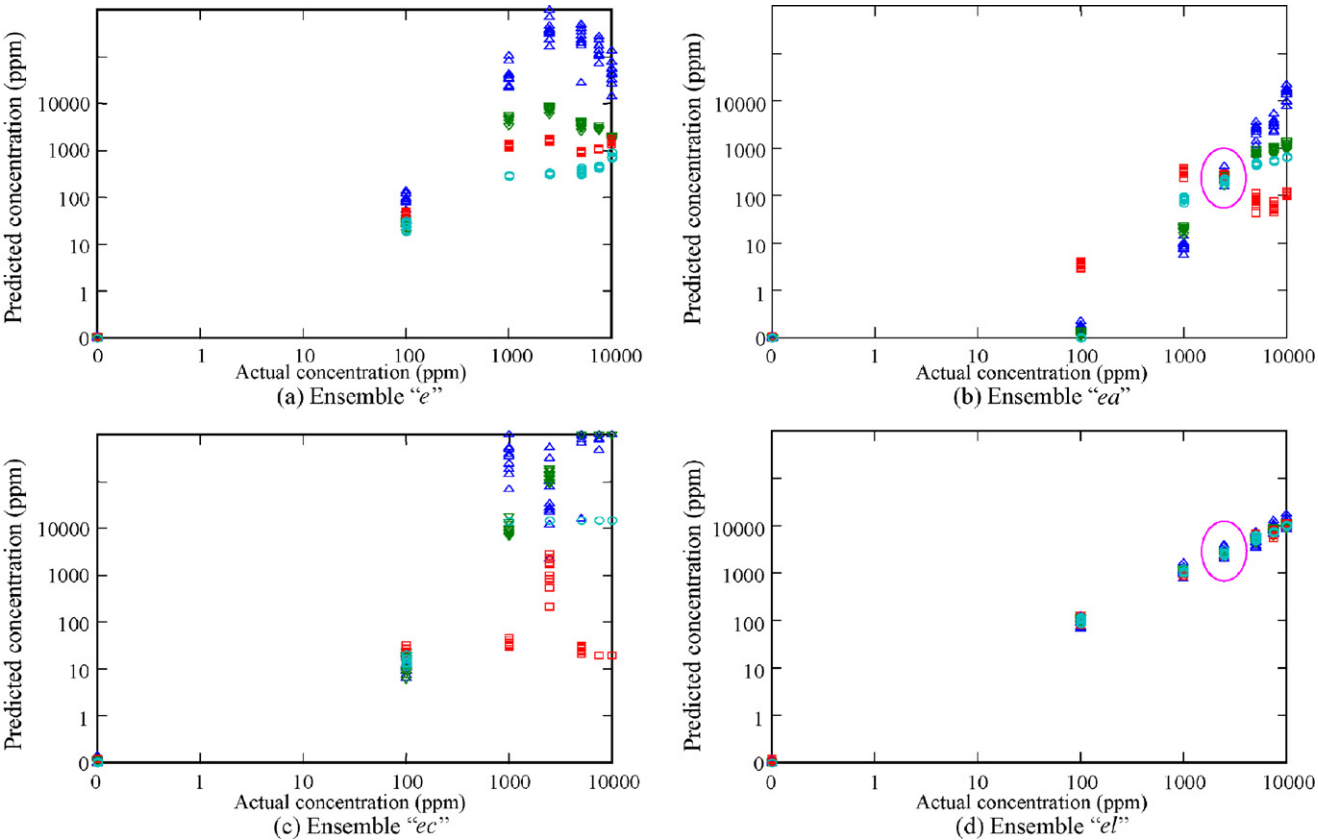 Predicted concentration (ppm)
10000
1000
100
10
1
0
0 1 10 100 1000 10000
Actual concentration (ppm)
(a) Ensemble “e”
Predicted concentration (ppm)
10000
1000
100
10
1
0
0 1 10 100 1000 10000
Actual concentration (ppm)
(b) Ensemble “ea”
Predicted concentration (ppm)
10000
1000
100
10
1
0
0 1 10 100 1000 10000
Actual concentration (ppm)
(c) Ensemble “ec”
Predicted concentration (ppm)
10000
1000
100
10
1
0
0 1 10 100 1000 10000
Actual concentration (ppm)
(d) Ensemble “el”